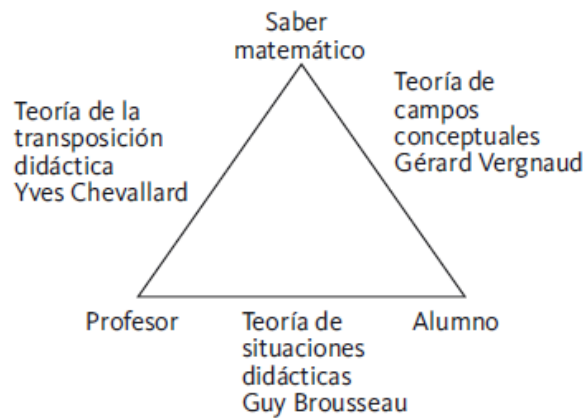 Saber
matemático
Teoría de la
transposición
didáctica
Yves Chevallard
Teoría de
campos
conceptuales
Gérard Vergnaud
Profesor
Teoría de
situaciones
didácticas
Guy Brousseau
Alumno